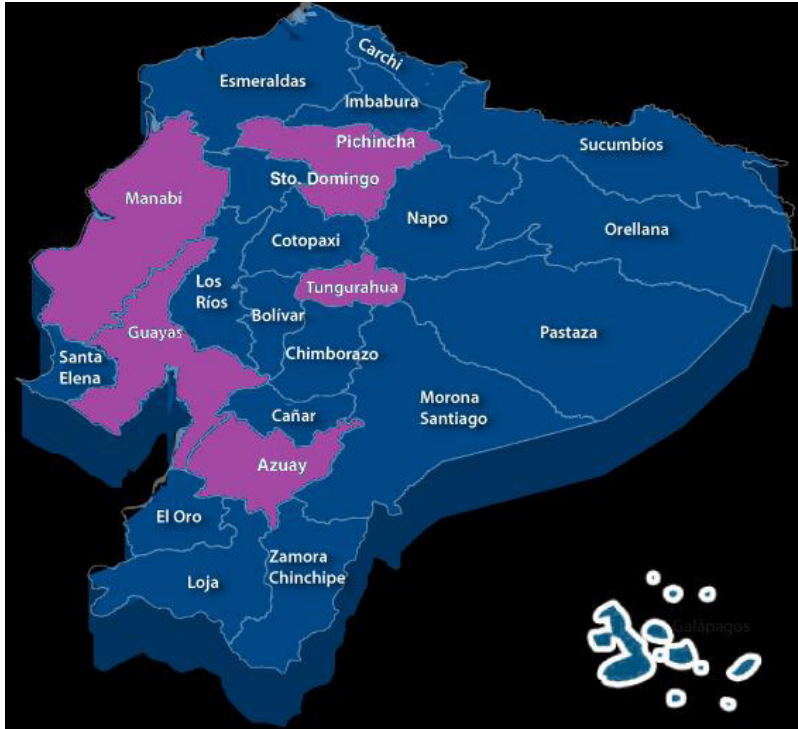 Carchi
Esmeraldas
Imbabura
Pichincha
Sucumbíos
Sto. Domingo
Manabí
Napo
Orellana
Cotopaxi
Los
Ríos
Tungurahua
Bolívar
Guayas
Pastaza
Santa
Elena
Chimborazo
Morona
Santiago
Cañar
Azuay
El Oro
Zamora
Chinchipe
Loja
Galápagos